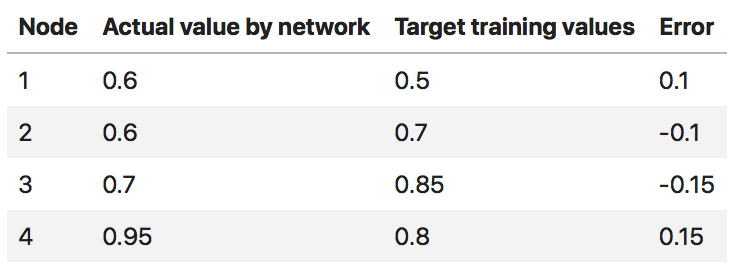 Node Actual value by network Target training values Error
1 0.6 0.5 0.1
2 0.6 0.7 -0.1
3 0.7 0.85 -0.15
4 0.95 0.8 0.15